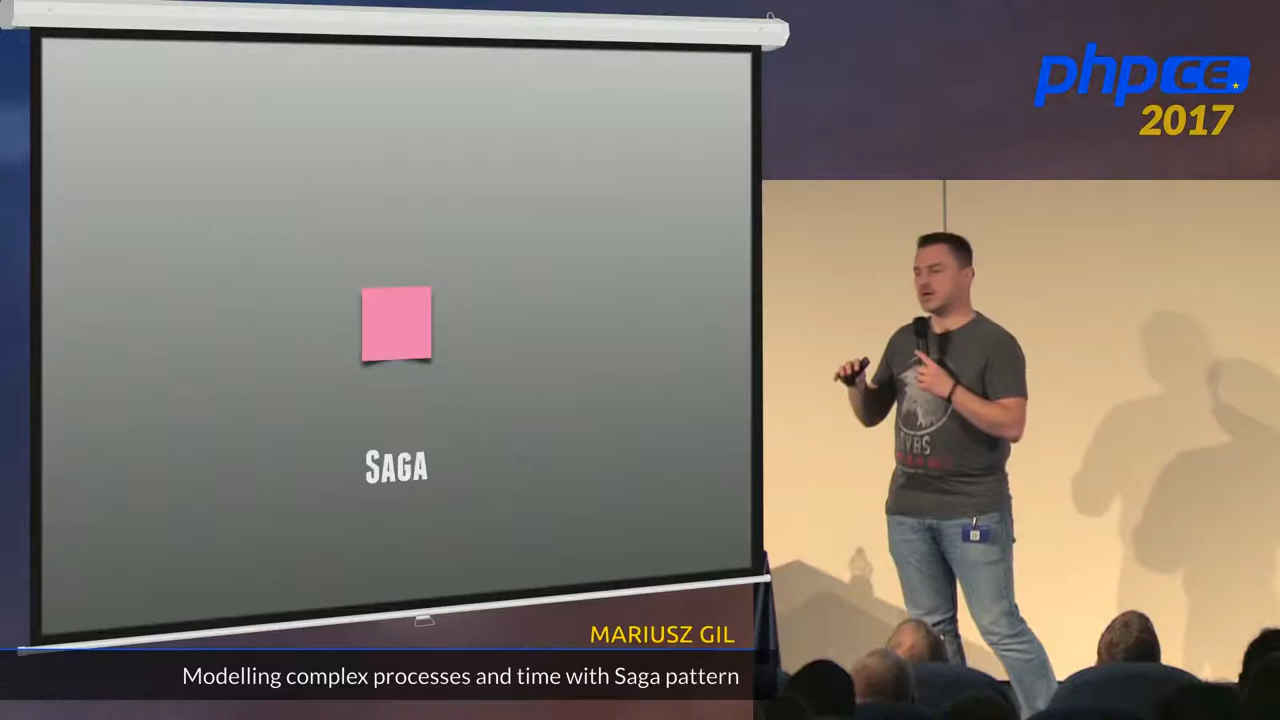 phpCE
2017
SAGA
MARIUSZ GIL
Modelling complex processes and time with Saga pattern